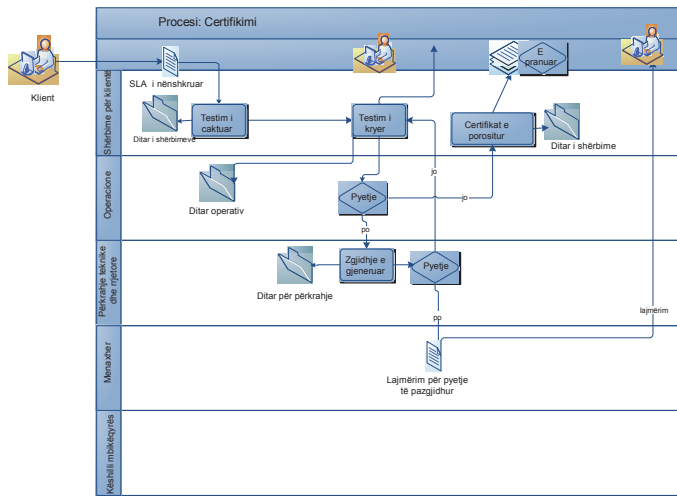 Procesi: Certifikimi
Klient
SLA i nënshkruar
E
pranuar
Shërbime për klientë
Ditar i shërbimeve
Testim i
caktuar
Testim i
kryer
Certifikat e
porositur
Ditar i shërbime
Operacione
Ditar operativ
Pyetje
jo
jo
po
Përkrahje teknike
dhe rrjetore
Ditar për përkrahje
Zgjidhje e
gjeneruar
Pyetje
po
lajmërim
Menaxher
Lajmërim për pyetje
të pazgjidhur
Këshilli mbikëqyrës